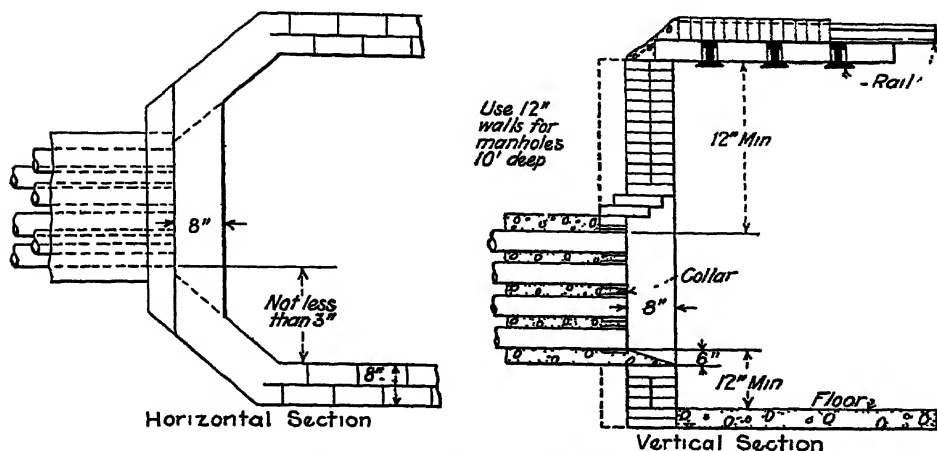 8"
Not less
than 3"
8"
Horizontal Section
Use 12"
walls for
manholes
10' deep
Rail
12" Min
Collar
8"
6"
12" Min
Floor
Vertical Section